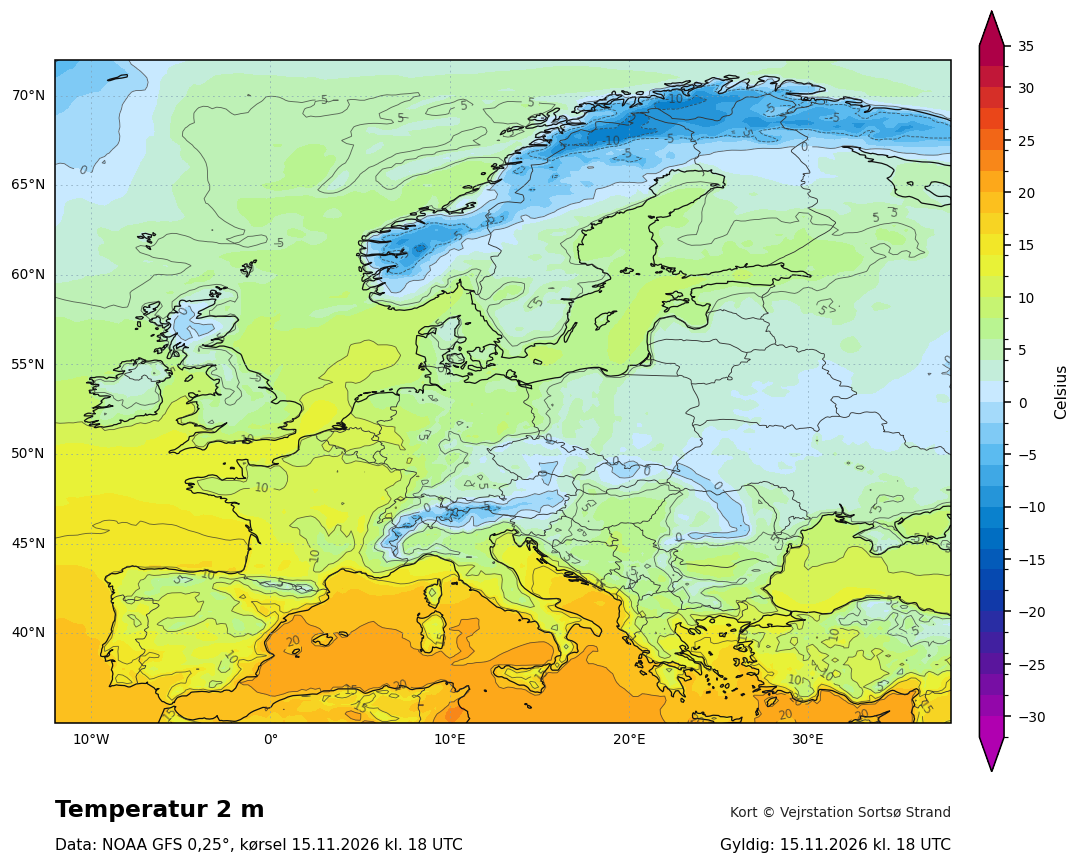 35
30
25
20
15
10
5
0
−5
−10
−15
−20
−25
−30
Celsius
70°N
65°N
60°N
55°N
50°N
45°N
40°N
10°W
0°
10°E
20°E
30°E
Temperatur 2 m
Kort © Vejrstation Sortsø Strand
Data: NOAA GFS 0,25°, kørsel 15.11.2026 kl. 18 UTC
Gyldig: 15.11.2026 kl. 18 UTC